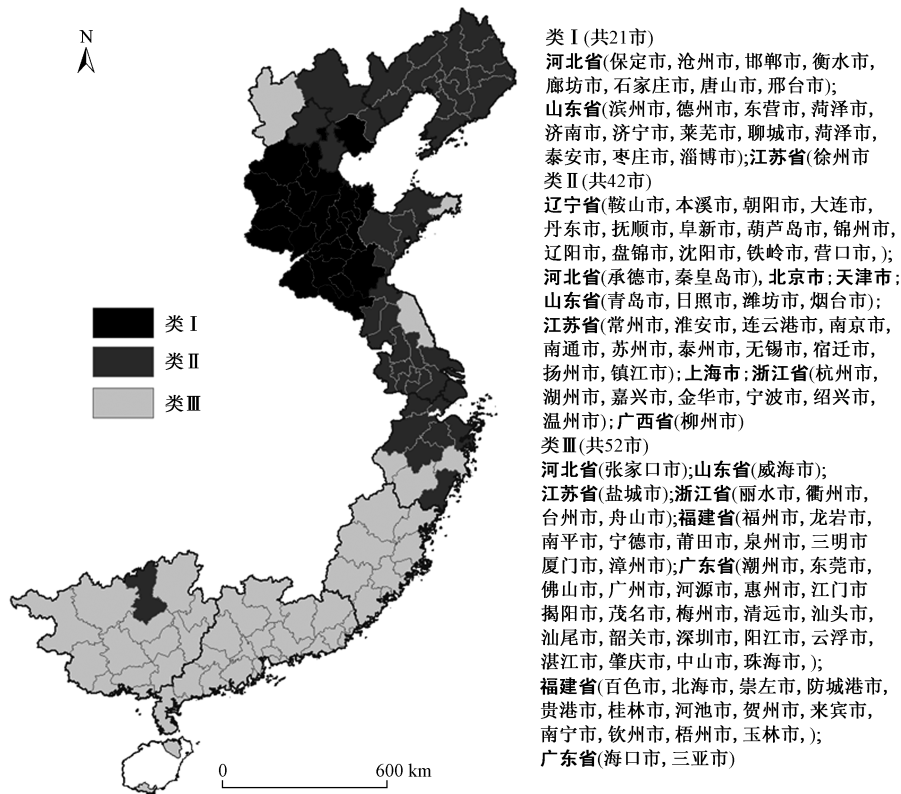 N
类Ⅰ
类Ⅱ
类Ⅲ
0 600 km
类Ⅰ(共21市)
河北省(保定市,沧州市,邯郸市,衡水市,
廊坊市,石家庄市,唐山市,邢台市);
山东省(滨州市,德州市,东营市,菏泽市,
济南市,济宁市,莱芜市,聊城市,菏泽市,
泰安市,枣庄市,淄博市);江苏省(徐州市
类Ⅱ(共42市)
辽宁省(鞍山市,本溪市,朝阳市,大连市,
丹东市,抚顺市,阜新市,葫芦岛市,锦州市,
辽阳市,盘锦市,沈阳市,铁岭市,营口市,);
河北省(承德市,秦皇岛市),北京市;天津市;
山东省(青岛市,日照市,潍坊市,烟台市);
江苏省(常州市,淮安市,连云港市,南京市,
南通市,苏州市,泰州市,无锡市,宿迁市,
扬州市,镇江市);上海市;浙江省(杭州市,
湖州市,嘉兴市,金华市,宁波市,绍兴市,
温州市);广西省(柳州市)
类Ⅲ(共52市)
河北省(张家口市);山东省(威海市);
江苏省(盐城市);浙江省(丽水市,衢州市,
台州市,舟山市);福建省(福州市,龙岩市,
南平市,宁德市,莆田市,泉州市,三明市
厦门市,漳州市);广东省(潮州市,东莞市,
佛山市,广州市,河源市,惠州市,江门市
揭阳市,茂名市,梅州市,清远市,汕头市,
汕尾市,韶关市,深圳市,阳江市,云浮市,
湛江市,肇庆市,中山市,珠海市,);
福建省(百色市,北海市,崇左市,防城港市,
贵港市,桂林市,河池市,贺州市,来宾市,
南宁市,钦州市,梧州市,玉林市,);
广东省(海口市,三亚市)